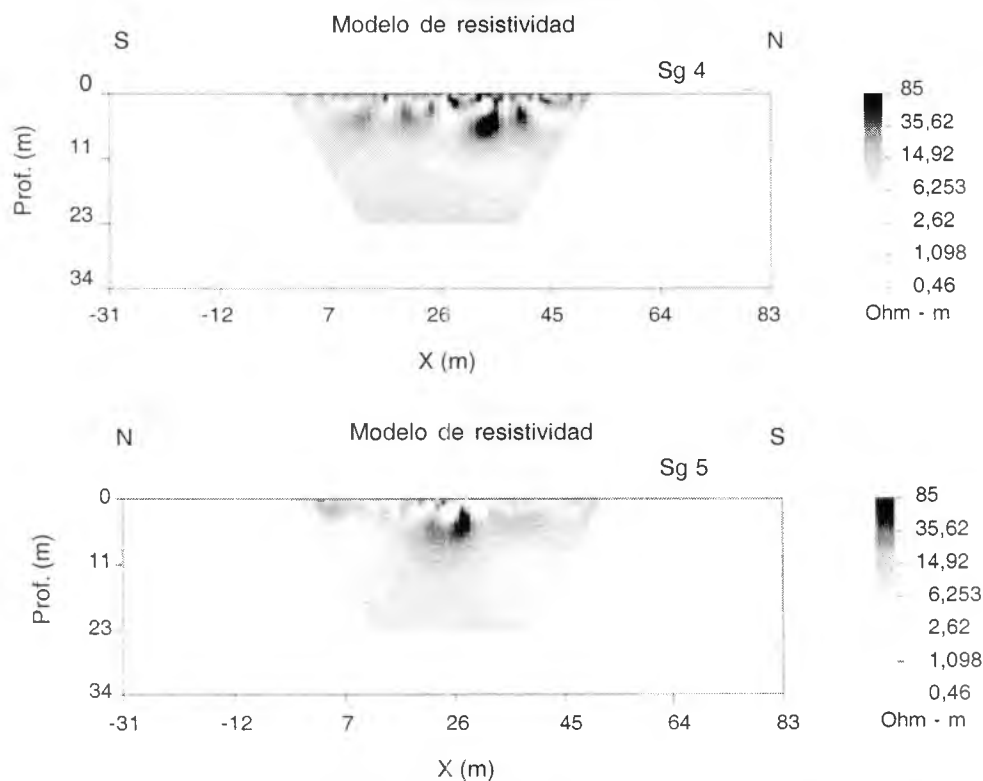 Modelo de resistividad
S
N
Sg 4
0
11
23
34
Prof. (m)
-31 -12 7 26 45 64 83
X (m)
85
35,62
14,92
6,253
2,62
1,098
0,46
Ohm - m
Modelo de resistividad
N
S
Sg 5
0
11
23
34
Prof. (m)
-31 -12 7 26 45 64 83
X (m)
85
35,62
14,92
6,253
2,62
1,098
0,46
Ohm - m